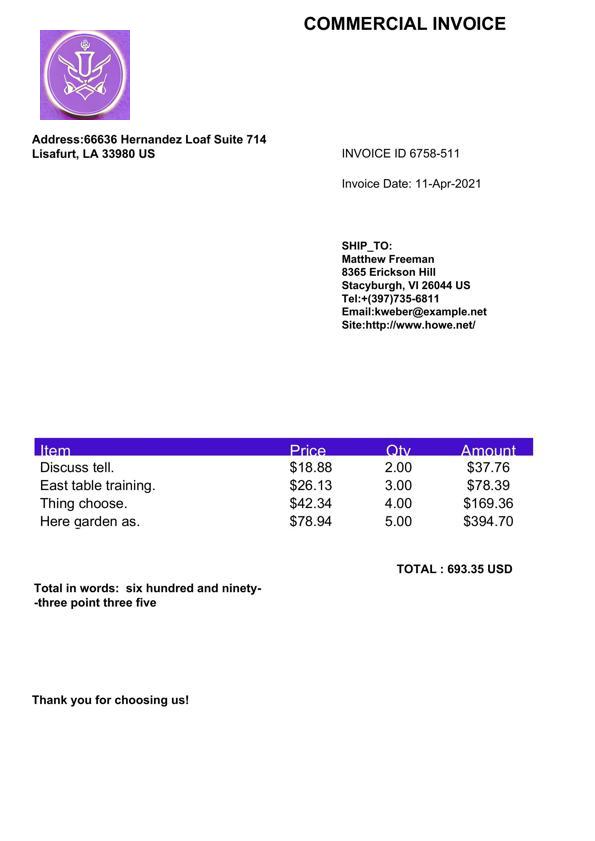 COMMERCIAL INVOICE
U
Address:66636 Hernandez Loaf Suite 714
Lisafurt, LA 33980 US
INVOICE ID 6758-511
Invoice Date: 11-Apr-2021
SHIP_TO:
Matthew Freeman
8365 Erickson Hill
Stacyburgh, VI 26044 US
Tel:+(397)735-6811
Email:kweber@example.net
Site:http://www.howe.net/
Item Price Qty Amount
Discuss tell. $18.88 2.00 $37.76
East table training. $26.13 3.00 $78.39
Thing choose. $42.34 4.00 $169.36
Here garden as. $78.94 5.00 $394.70
TOTAL : 693.35 USD
Total in words:  six hundred and ninety-
-three point three five
Thank you for choosing us!